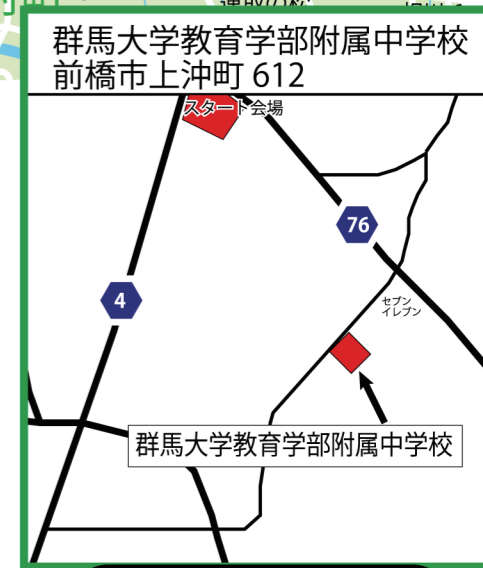 群馬大学教育学部附属中学校
前橋市上沖町 612
スタート会場
76
4
セブン
イレブン
群馬大学教育学部附属中学校